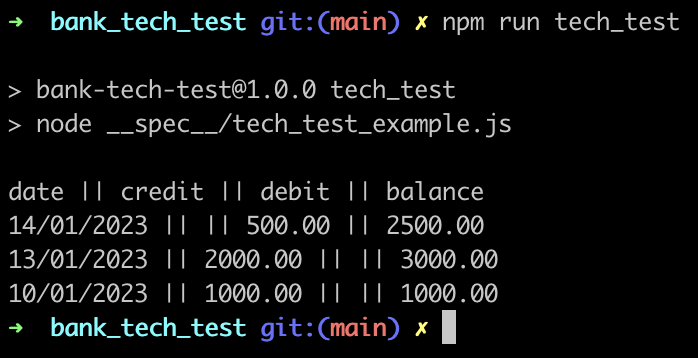 ➜ bank_tech_test git:(main) ✗ npm run tech_test
> bank-tech-test@1.0.0 tech_test
> node __spec__/tech_test_example.js
date || credit || debit || balance
14/01/2023 || || 500.00 || 2500.00
13/01/2023 || 2000.00 || || 3000.00
10/01/2023 || 1000.00 || || 1000.00
➜ bank_tech_test git:(main) ✗